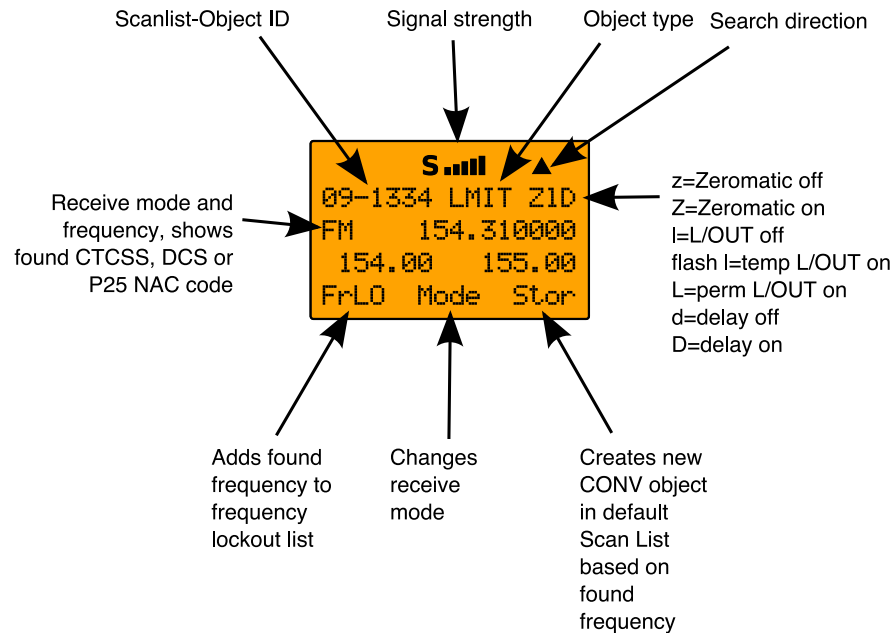 Scanlist-Object ID
Signal strength
Object type
Search direction
S
09-1334 LMIT ZlD
FM 154.310000
154.00 155.00
FrLO Mode Stor
Receive mode and
frequency, shows
found CTCSS, DCS or
P25 NAC code
z=Zeromatic off
Z=Zeromatic on
l=L/OUT off
flash l=temp L/OUT on
L=perm L/OUT on
d=delay off
D=delay on
Adds found
frequency to
frequency
lockout list
Changes
receive
mode
Creates new
CONV object
in default
Scan List
based on
found
frequency